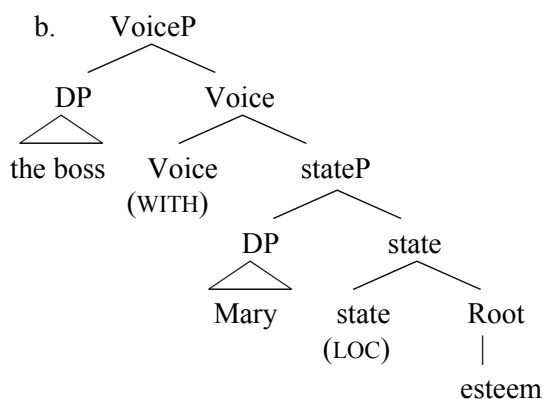 b. VoiceP
DP Voice
the boss Voice stateP
(WITH)
DP state
Mary state Root
(LOC)
esteem